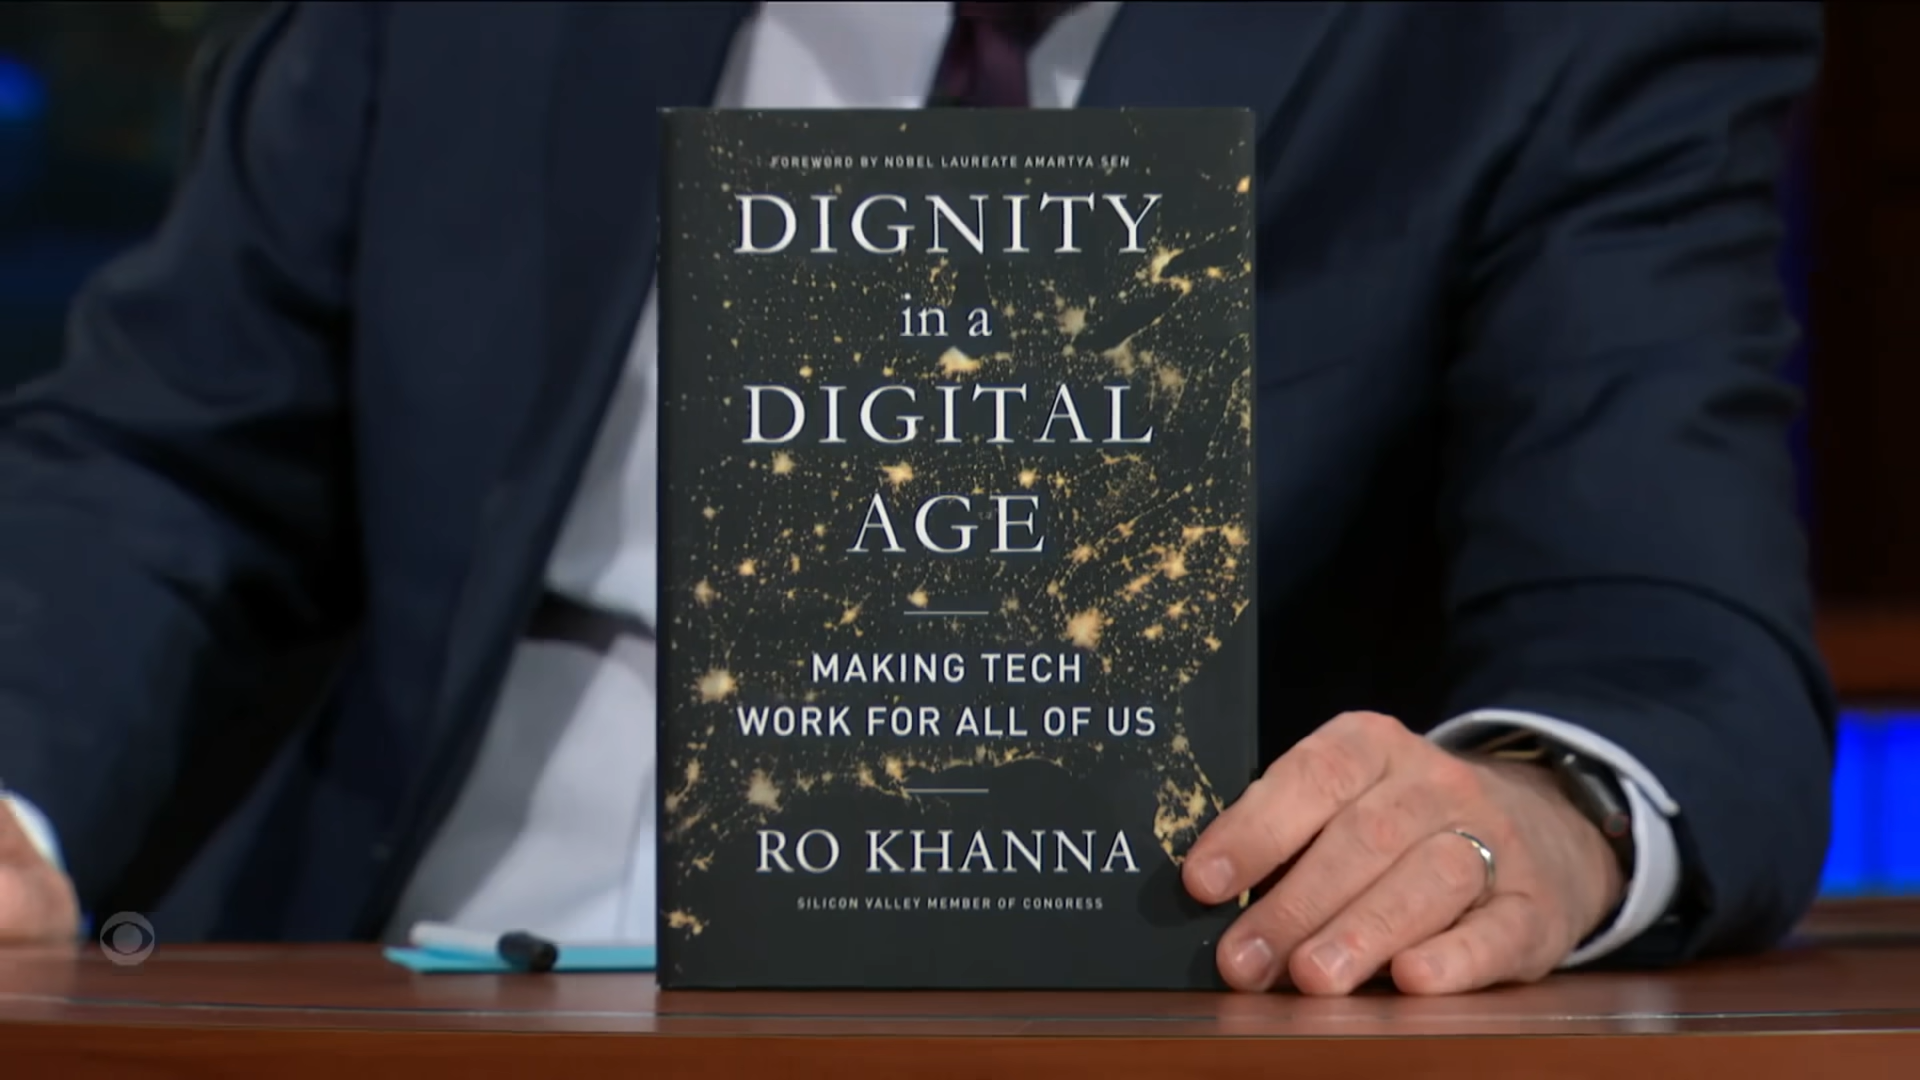 FOREWORD BY NOBEL LAUREATE AMARTYA SEN
DIGNITY
in a
DIGITAL
AGE
MAKING TECH
WORK FOR ALL OF US
RO KHANNA
SILICON VALLEY MEMBER OF CONGRESS